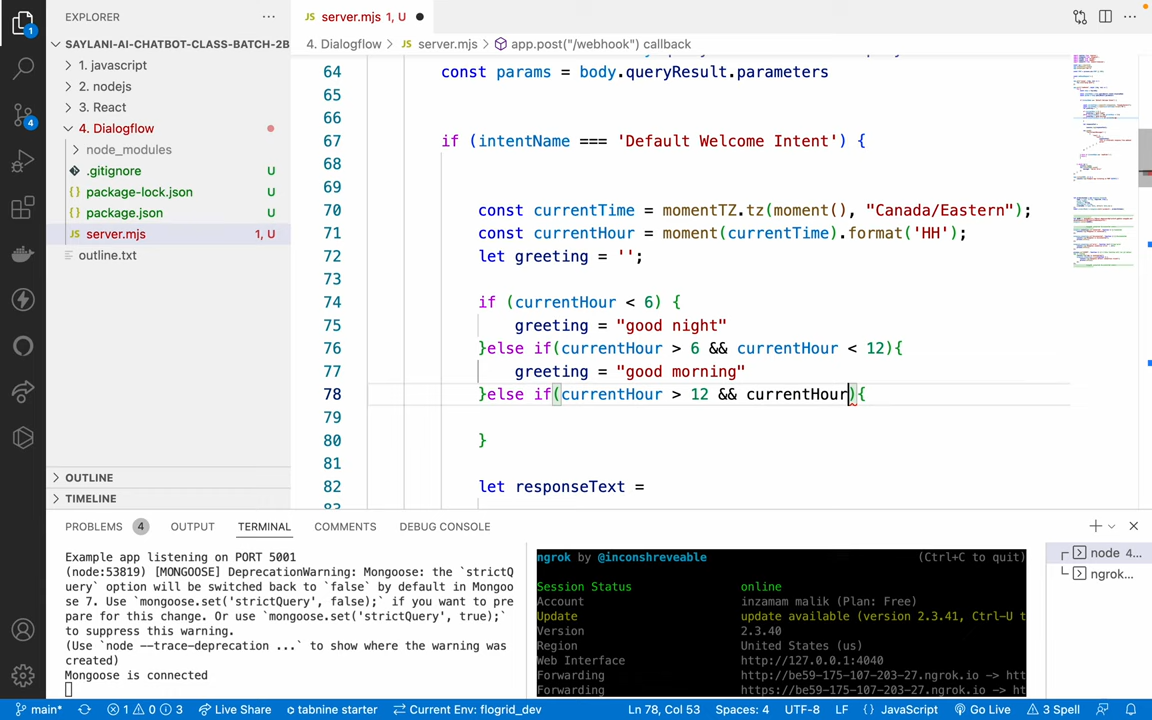 EXPLORER
SAYLANI-AI-CHATBOT-CLASS-BATCH-2B
1. javascript
2. nodejs
3. React
4. Dialogflow
node_modules
.gitignore U
package-lock.json U
package.json U
server.mjs 1, U
outline.txt
OUTLINE
TIMELINE
1
4
server.mjs 1, U
4. Dialogflow > server.mjs > app.post("/webhook") callback
64 const params = body.queryResult.parameters
65
66
67 if (intentName === 'Default Welcome Intent') {
68
69
70 const currentTime = momentTZ.tz(moment(), "Canada/Eastern");
71 const currentHour = moment(currentTime).format('HH');
72 let greeting = '';
73
74 if (currentHour < 6) {
75 greeting = "good night"
76 }else if(currentHour > 6 && currentHour < 12){
77 greeting = "good morning"
78 }else if(currentHour > 12 && currentHour){
79
80 }
81
82 let responseText =
PROBLEMS 4 OUTPUT TERMINAL COMMENTS DEBUG CONSOLE
Example app listening on PORT 5001
(node:53819) [MONGOOSE] DeprecationWarning: Mongoose: the `strictQ
uery` option will be switched back to `false` by default in Mongoo
se 7. Use `mongoose.set('strictQuery', false);` if you want to pre
pare for this change. Or use `mongoose.set('strictQuery', true);`
to suppress this warning.
(Use `node --trace-deprecation ...` to show where the warning was
created)
Mongoose is connected
ngrok by @inconshreveable (Ctrl+C to quit)
Session Status online
Account inzamam malik (Plan: Free)
Update update available (version 2.3.41, Ctrl-U t
Version 2.3.40
Region United States (us)
Web Interface http://127.0.0.1:4040
Forwarding http://be59-175-107-203-27.ngrok.io -> htt
Forwarding https://be59-175-107-203-27.ngrok.io -> ht
node 4...
ngrok...
main* 1 0 3 Live Share tabnine starter Current Env: flogrid_dev Ln 78, Col 53 Spaces: 4 UTF-8 LF {} JavaScript Go Live 3 Spell